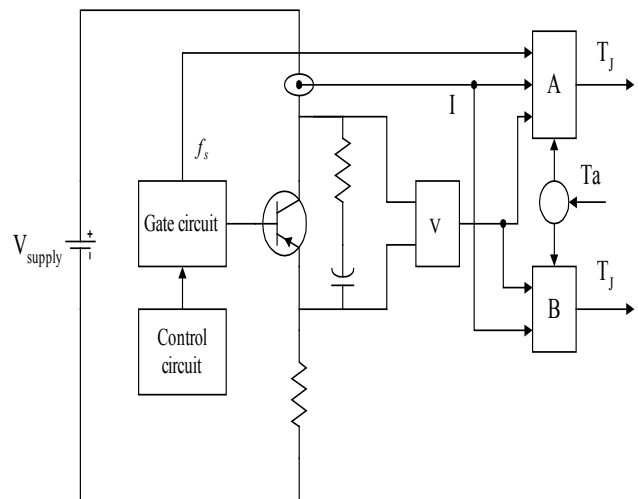 T_J
A
I
f_s
Ta
Gate circuit
V
V_supply
+
-
T_J
B
Control
circuit